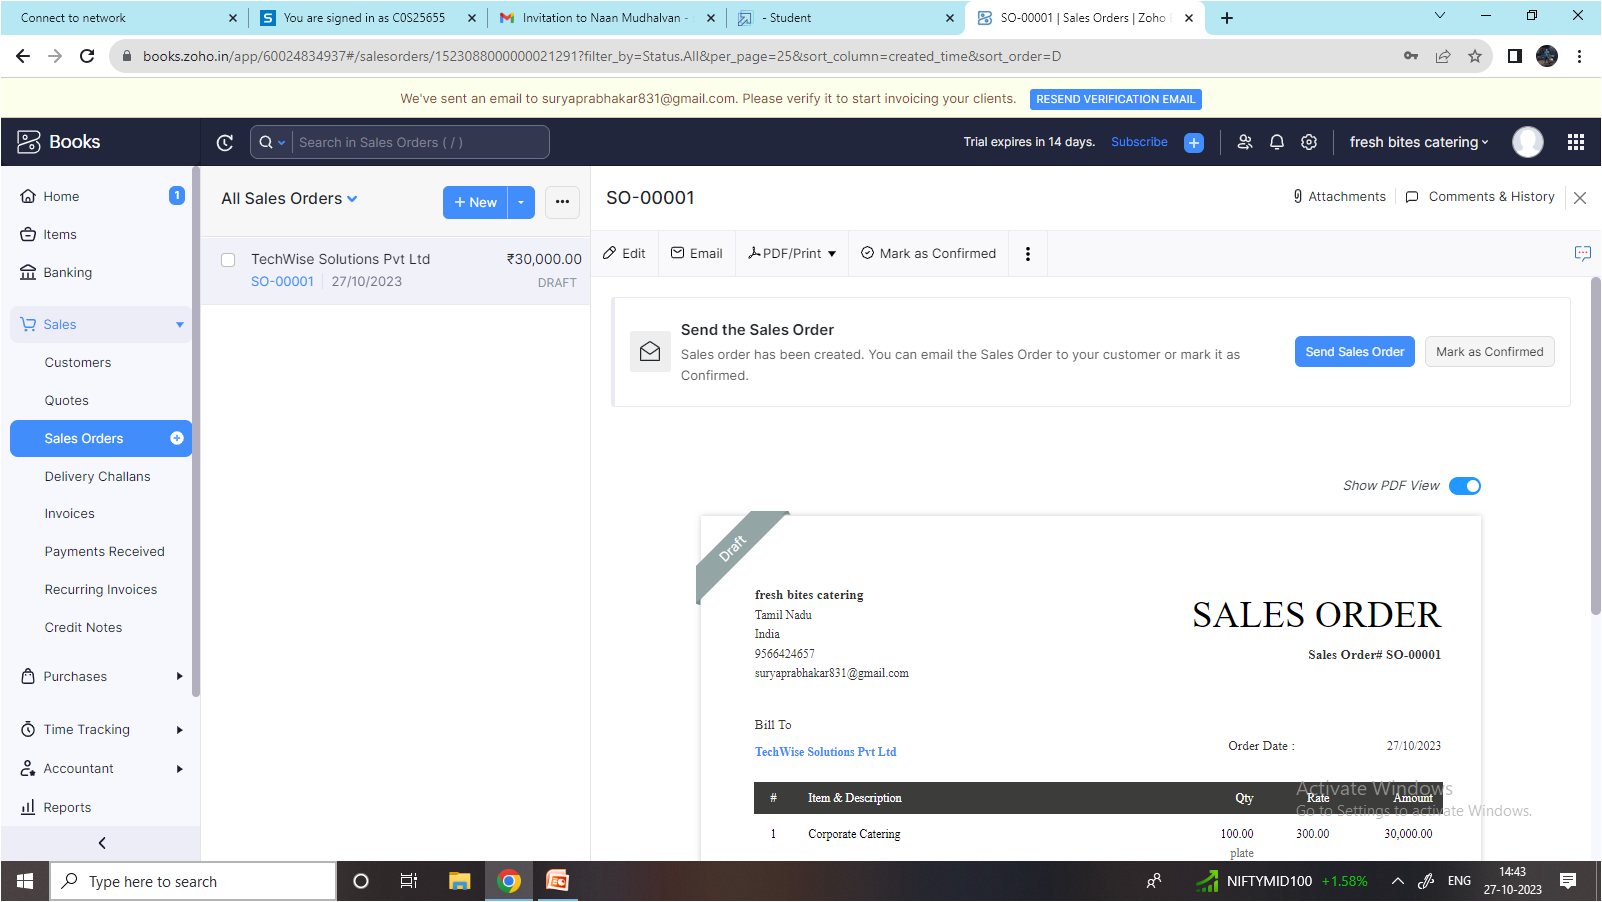 Connect to network
You are signed in as C0S25655
Invitation to Naan Mudhalvan -
- Student
SO-00001 | Sales Orders | Zoho
books.zoho.in/app/60024834937#/salesorders/1523088000000021291?filter_by=Status.All&per_page=25&sort_column=created_time&sort_order=D
We've sent an email to suryaprabhakar831@gmail.com. Please verify it to start invoicing your clients. RESEND VERIFICATION EMAIL
Books
Search in Sales Orders ( / )
Trial expires in 14 days. Subscribe
fresh bites catering
Home 1
Items
Banking
Sales
Customers
Quotes
Sales Orders
Delivery Challans
Invoices
Payments Received
Recurring Invoices
Credit Notes
Purchases
Time Tracking
Accountant
Reports
All Sales Orders
+ New
TechWise Solutions Pvt Ltd ₹30,000.00
SO-00001 27/10/2023 DRAFT
SO-00001
Attachments
Comments & History
Edit
Email
PDF/Print
Mark as Confirmed
Send the Sales Order
Sales order has been created. You can email the Sales Order to your customer or mark it as
Confirmed.
Send Sales Order
Mark as Confirmed
Show PDF View
Draft
fresh bites catering
Tamil Nadu
India
9566424657
suryaprabhakar831@gmail.com
SALES ORDER
Sales Order# SO-00001
Bill To
TechWise Solutions Pvt Ltd
Order Date : 27/10/2023
# Item & Description Qty Rate Amount
1 Corporate Catering 100.00 300.00 30,000.00
plate
Activate Windows
Go to Settings to activate Windows.
Type here to search
NIFTYMID100 +1.58%
ENG
14:43
27-10-2023